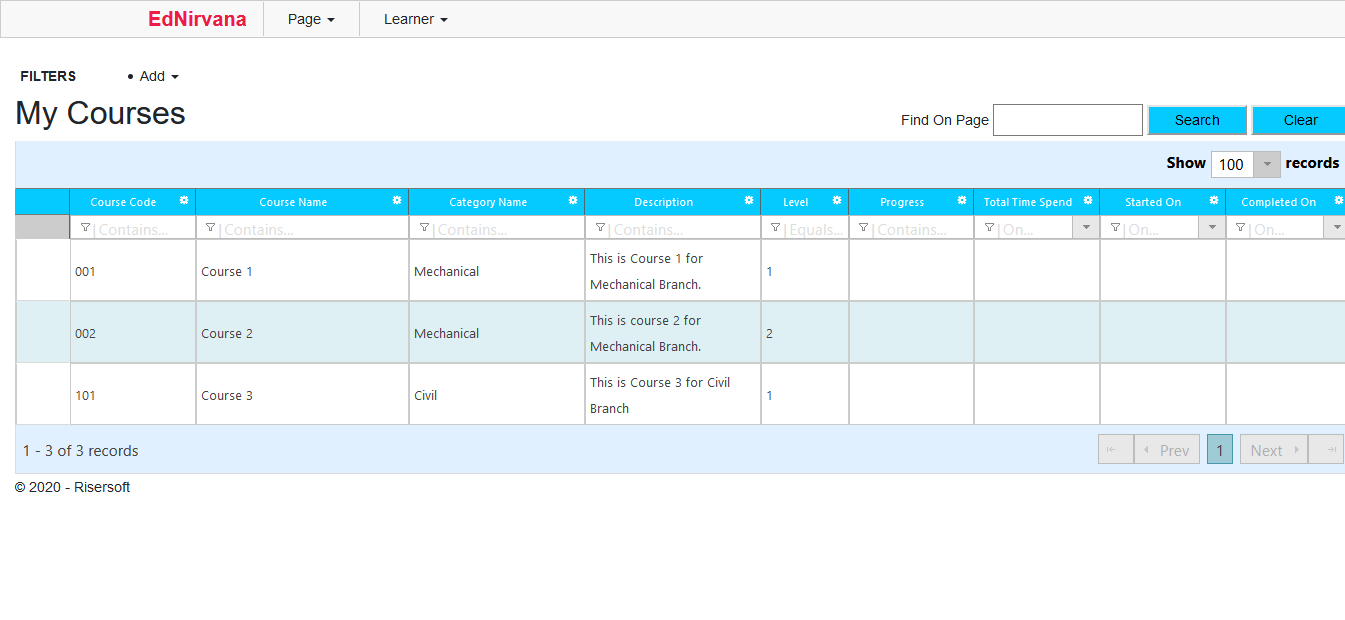 EdNirvana Page Learner
FILTERS • Add
My Courses
Find On Page Search Clear
Show 100 records
Course Code Course Name Category Name Description Level Progress Total Time Spend Started On Completed On
Contains... Contains... Contains... Contains... Equals... Contains... On... On... On...
001 Course 1 Mechanical This is Course 1 for 1
Mechanical Branch.
002 Course 2 Mechanical This is course 2 for 2
Mechanical Branch.
101 Course 3 Civil This is Course 3 for Civil 1
Branch
1 - 3 of 3 records Prev 1 Next
© 2020 - Risersoft